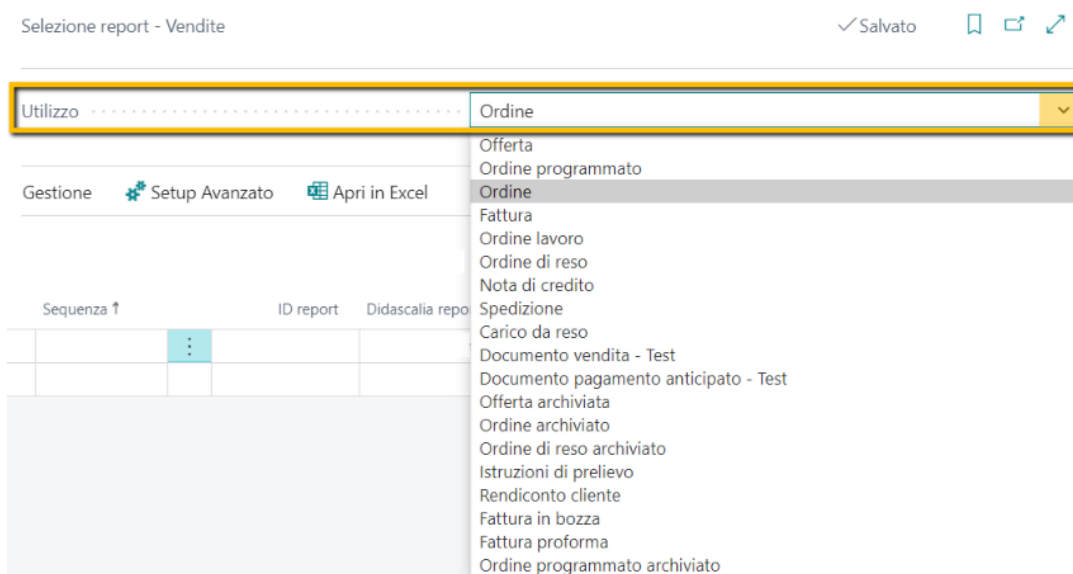 Selezione report - Vendite
Salvato
Utilizzo
Ordine
Offerta
Ordine programmato
Ordine
Fattura
Ordine lavoro
Ordine di reso
Nota di credito
Spedizione
Carico da reso
Documento vendita - Test
Documento pagamento anticipato - Test
Offerta archiviata
Ordine archiviato
Ordine di reso archiviato
Istruzioni di prelievo
Rendiconto cliente
Fattura in bozza
Fattura proforma
Ordine programmato archiviato
Gestione Setup Avanzato Apri in Excel
Sequenza ↑ ID report Didascalia repo